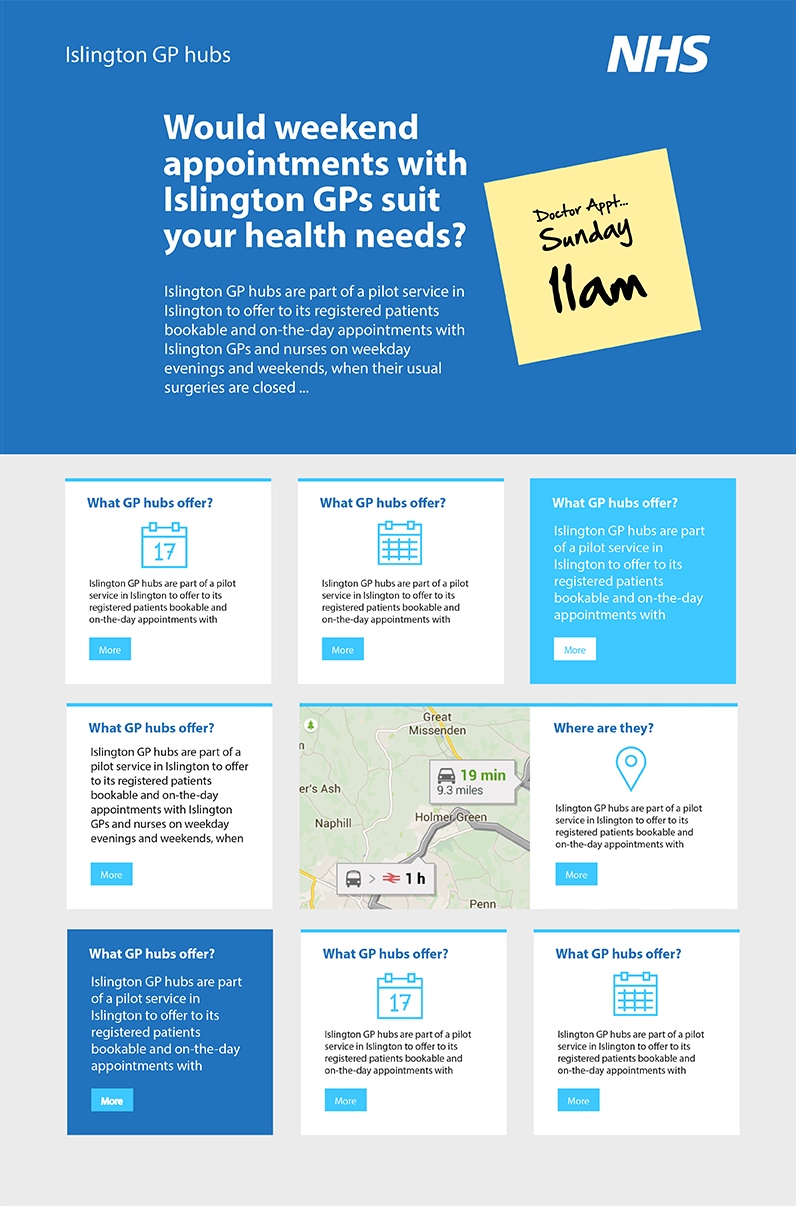 Islington GP hubs
NHS
Would weekend
appointments with
Islington GPs suit
your health needs?
Doctor Appt...
Sunday
11am
Islington GP hubs are part of a pilot service in
Islington to offer to its registered patients
bookable and on-the-day appointments with
Islington GPs and nurses on weekday
evenings and weekends, when their usual
surgeries are closed ...
What GP hubs offer?
17
Islington GP hubs are part of a pilot
service in Islington to offer to its
registered patients bookable and
on-the-day appointments with
More
What GP hubs offer?
Islington GP hubs are part of a pilot
service in Islington to offer to its
registered patients bookable and
on-the-day appointments with
More
What GP hubs offer?
Islington GP hubs are part
of a pilot service in
Islington to offer to its
registered patients
bookable and on-the-day
appointments with
More
What GP hubs offer?
Islington GP hubs are part of a
pilot service in Islington to offer
to its registered patients
bookable and on-the-day
appointments with Islington
GPs and nurses on weekday
evenings and weekends, when
More
Great
Missenden
n
19 min
9.3 miles
er's Ash
Naphill
Holmer Green
> 1 h
Penn
Where are they?
Islington GP hubs are part of a pilot
service in Islington to offer to its
registered patients bookable and
on-the-day appointments with
More
What GP hubs offer?
Islington GP hubs are part
of a pilot service in
Islington to offer to its
registered patients
bookable and on-the-day
appointments with
More
What GP hubs offer?
17
Islington GP hubs are part of a pilot
service in Islington to offer to its
registered patients bookable and
on-the-day appointments with
More
What GP hubs offer?
Islington GP hubs are part of a pilot
service in Islington to offer to its
registered patients bookable and
on-the-day appointments with
More